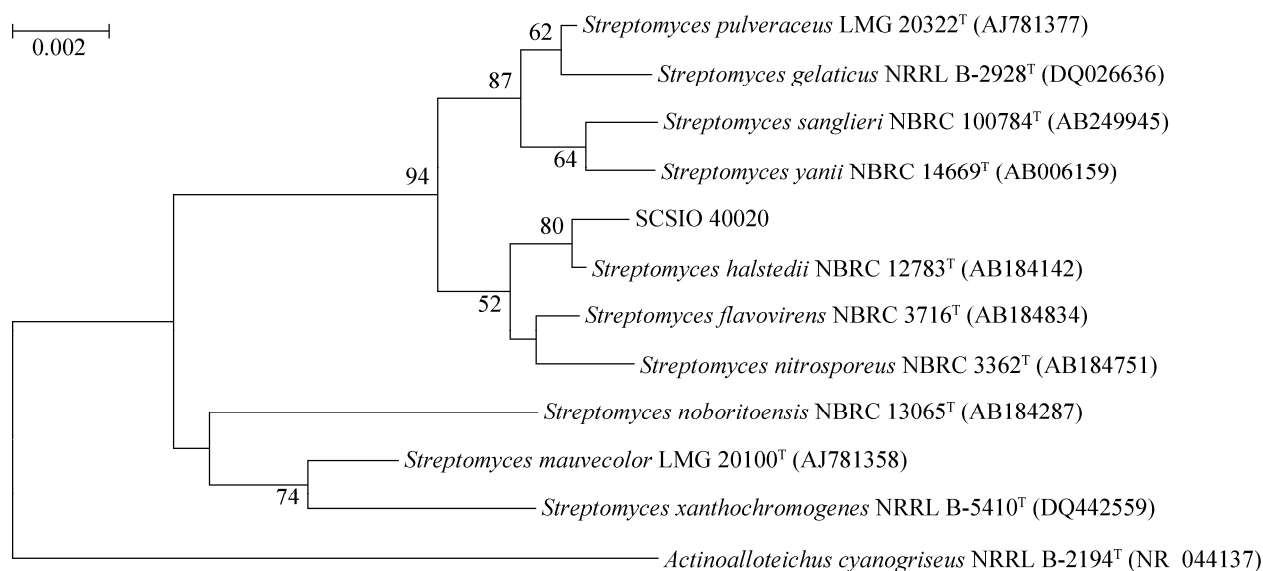 62
Streptomyces pulveraceus LMG 20322ᵀ (AJ781377)
0.002
87
Streptomyces gelaticus NRRL B-2928ᵀ (DQ026636)
Streptomyces sanglieri NBRC 100784ᵀ (AB249945)
64
Streptomyces yanii NBRC 14669ᵀ (AB006159)
94
80
SCSIO 40020
Streptomyces halstedii NBRC 12783ᵀ (AB184142)
52
Streptomyces flavovirens NBRC 3716ᵀ (AB184834)
Streptomyces nitrosporeus NBRC 3362ᵀ (AB184751)
Streptomyces noboritoensis NBRC 13065ᵀ (AB184287)
Streptomyces mauvecolor LMG 20100ᵀ (AJ781358)
74
Streptomyces xanthochromogenes NRRL B-5410ᵀ (DQ442559)
Actinoalloteichus cyanogriseus NRRL B-2194ᵀ (NR 044137)